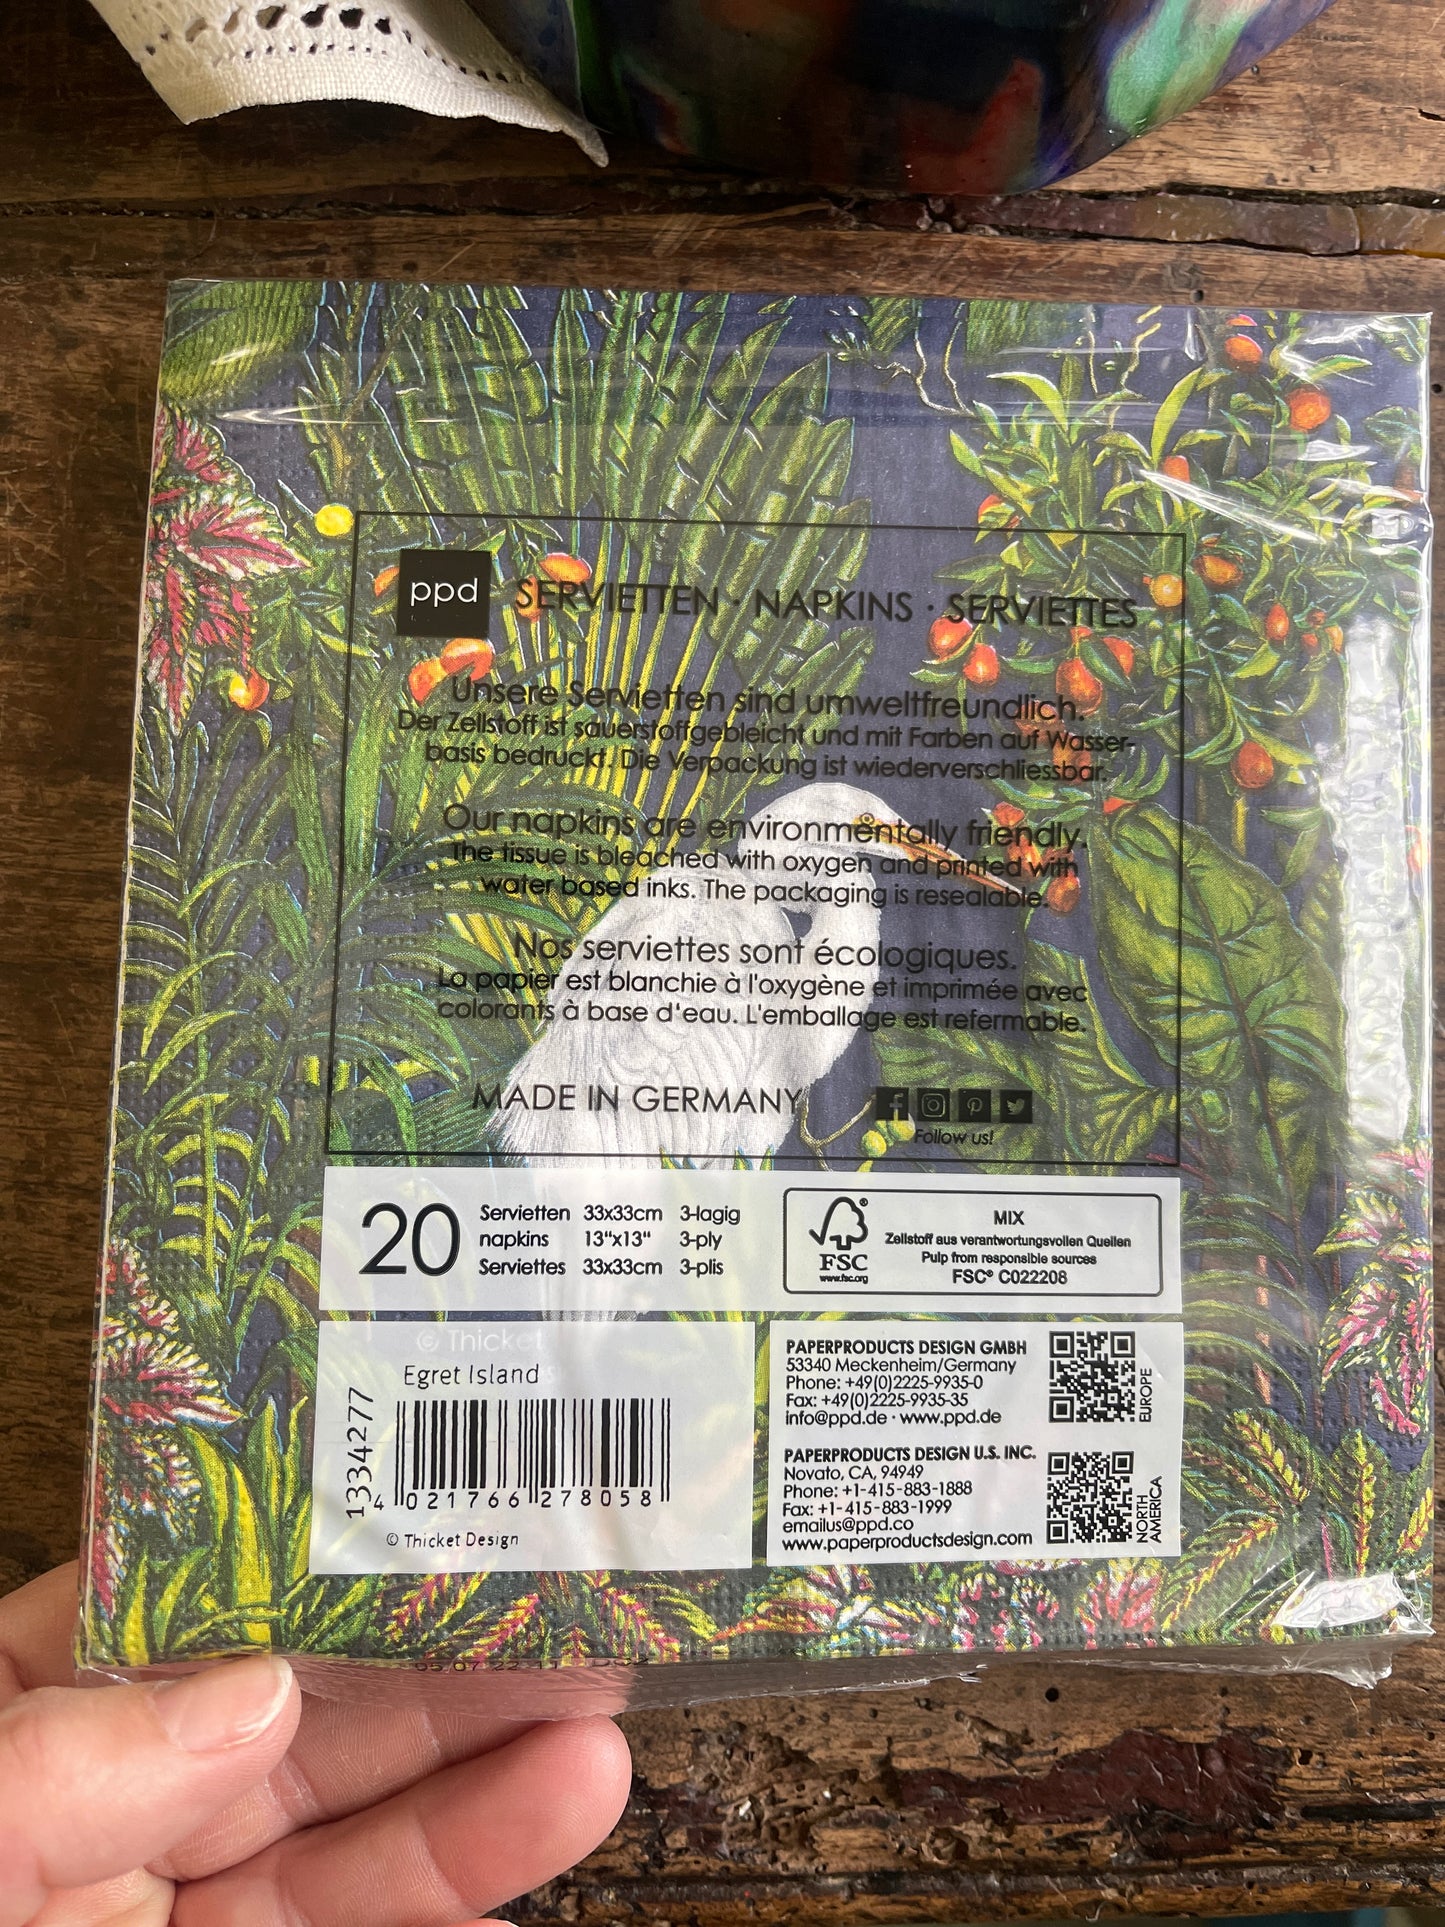 ppd
SERVIETTEN · NAPKINS · SERVIETTES
Unsere Servietten sind umweltfreundlich.
Der Zellstoff ist sauerstoffgebleicht und mit Farben auf Wasser-
basis bedruckt. Die Verpackung ist wiederverschliessbar.
Our napkins are environmentally friendly.
The tissue is bleached with oxygen and printed with
water based inks. The packaging is resealable.
Nos serviettes sont écologiques.
La papier est blanchie à l'oxygène et imprimée avec
colorants à base d'eau. L'emballage est refermable.
MADE IN GERMANY
Follow us!
20
Servietten 33x33cm 3-lagig
napkins 13"x13" 3-ply
Serviettes 33x33cm 3-plis
FSC®
www.fsc.org
MIX
Zellstoff aus verantwortungsvollen Quellen
Pulp from responsible sources
FSC® C022208
© Thicket
Egret Island
1334277
4 021766 278058
© Thicket Design
PAPERPRODUCTS DESIGN GMBH
53340 Meckenheim/Germany
Phone: +49(0)2225-9935-0
Fax: +49(0)2225-9935-35
info@ppd.de · www.ppd.de
EUROPE
PAPERPRODUCTS DESIGN U.S. INC.
Novato, CA, 94949
Phone: +1-415-883-1888
Fax: +1-415-883-1999
emailus@ppd.co
www.paperproductsdesign.com
NORTH
AMERICA
05.07.22 11